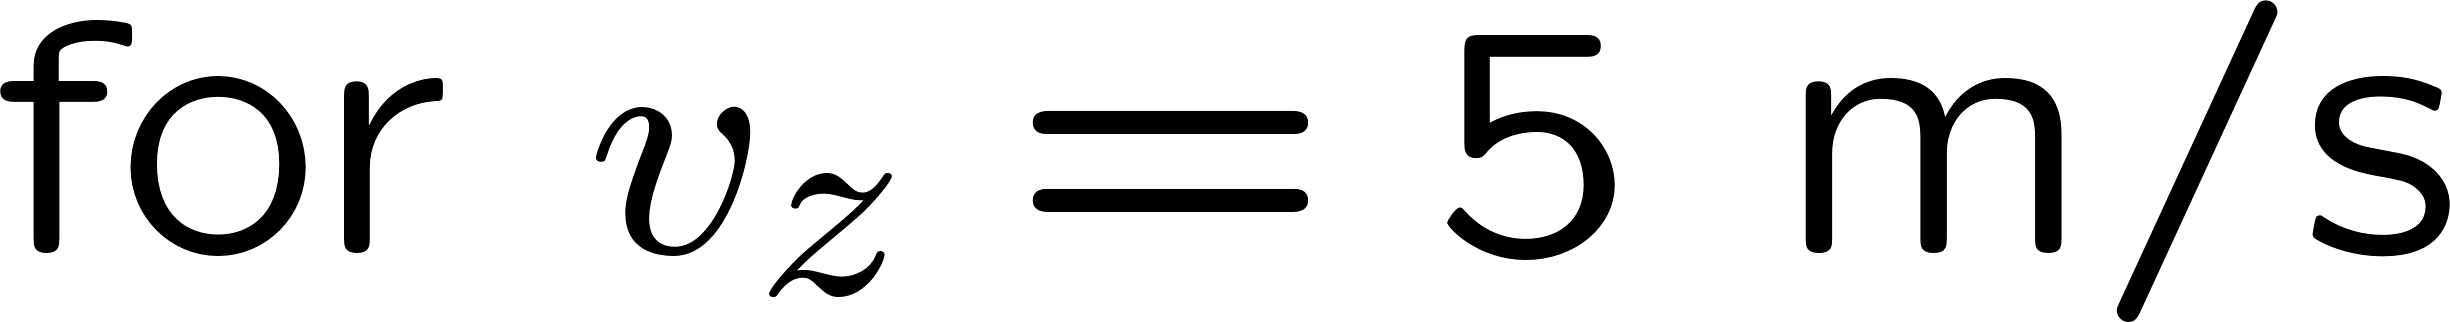 for v_z = 5 m/s